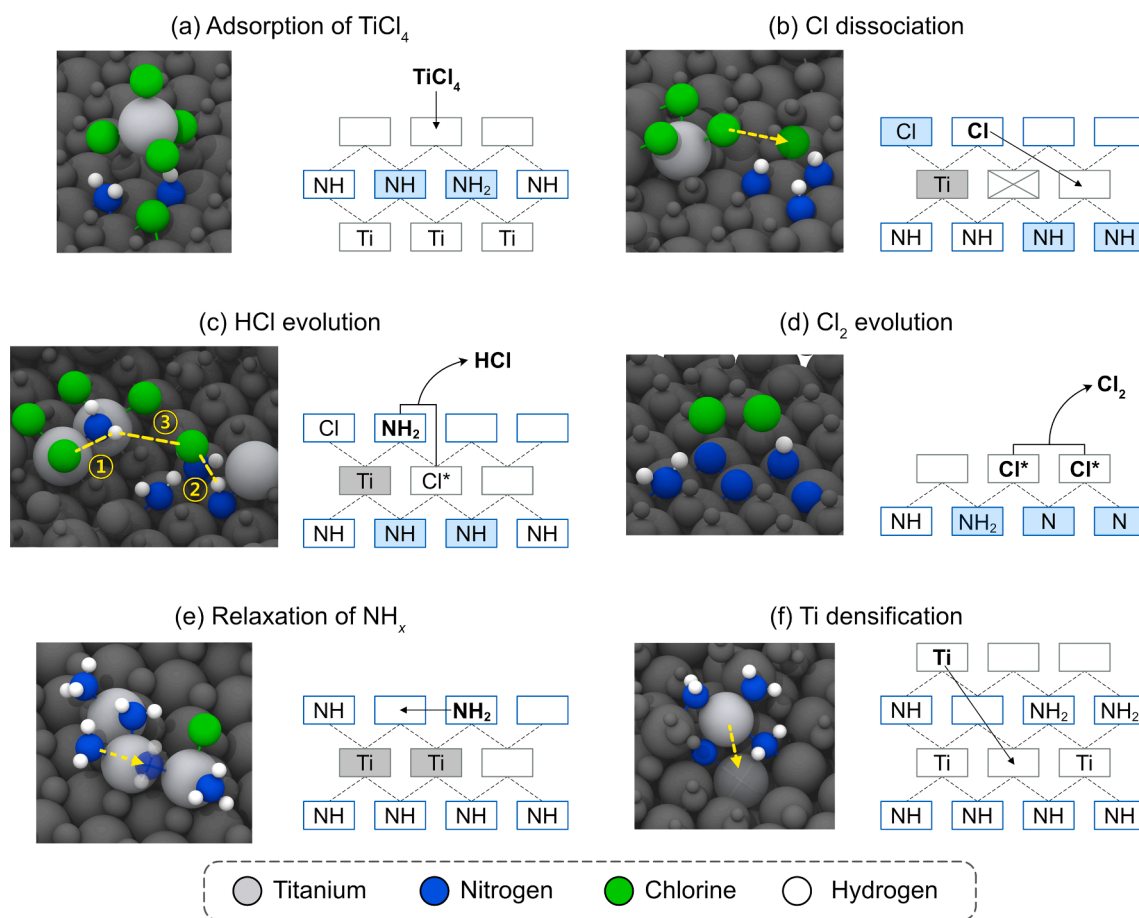 (a) Adsorption of TiCl₄
TiCl₄
NH NH NH₂ NH
Ti Ti Ti
(b) Cl dissociation
Cl Cl
Ti
NH NH NH NH
(c) HCl evolution
① ② ③
HCl
Cl NH₂
Ti Cl*
NH NH NH NH
(d) Cl₂ evolution
Cl₂
Cl* Cl*
NH NH₂ N N
(e) Relaxation of NHₓ
NH NH₂
Ti Ti
NH NH NH NH
(f) Ti densification
Ti
NH NH₂ NH₂
Ti Ti
NH NH NH NH
Titanium Nitrogen Chlorine Hydrogen